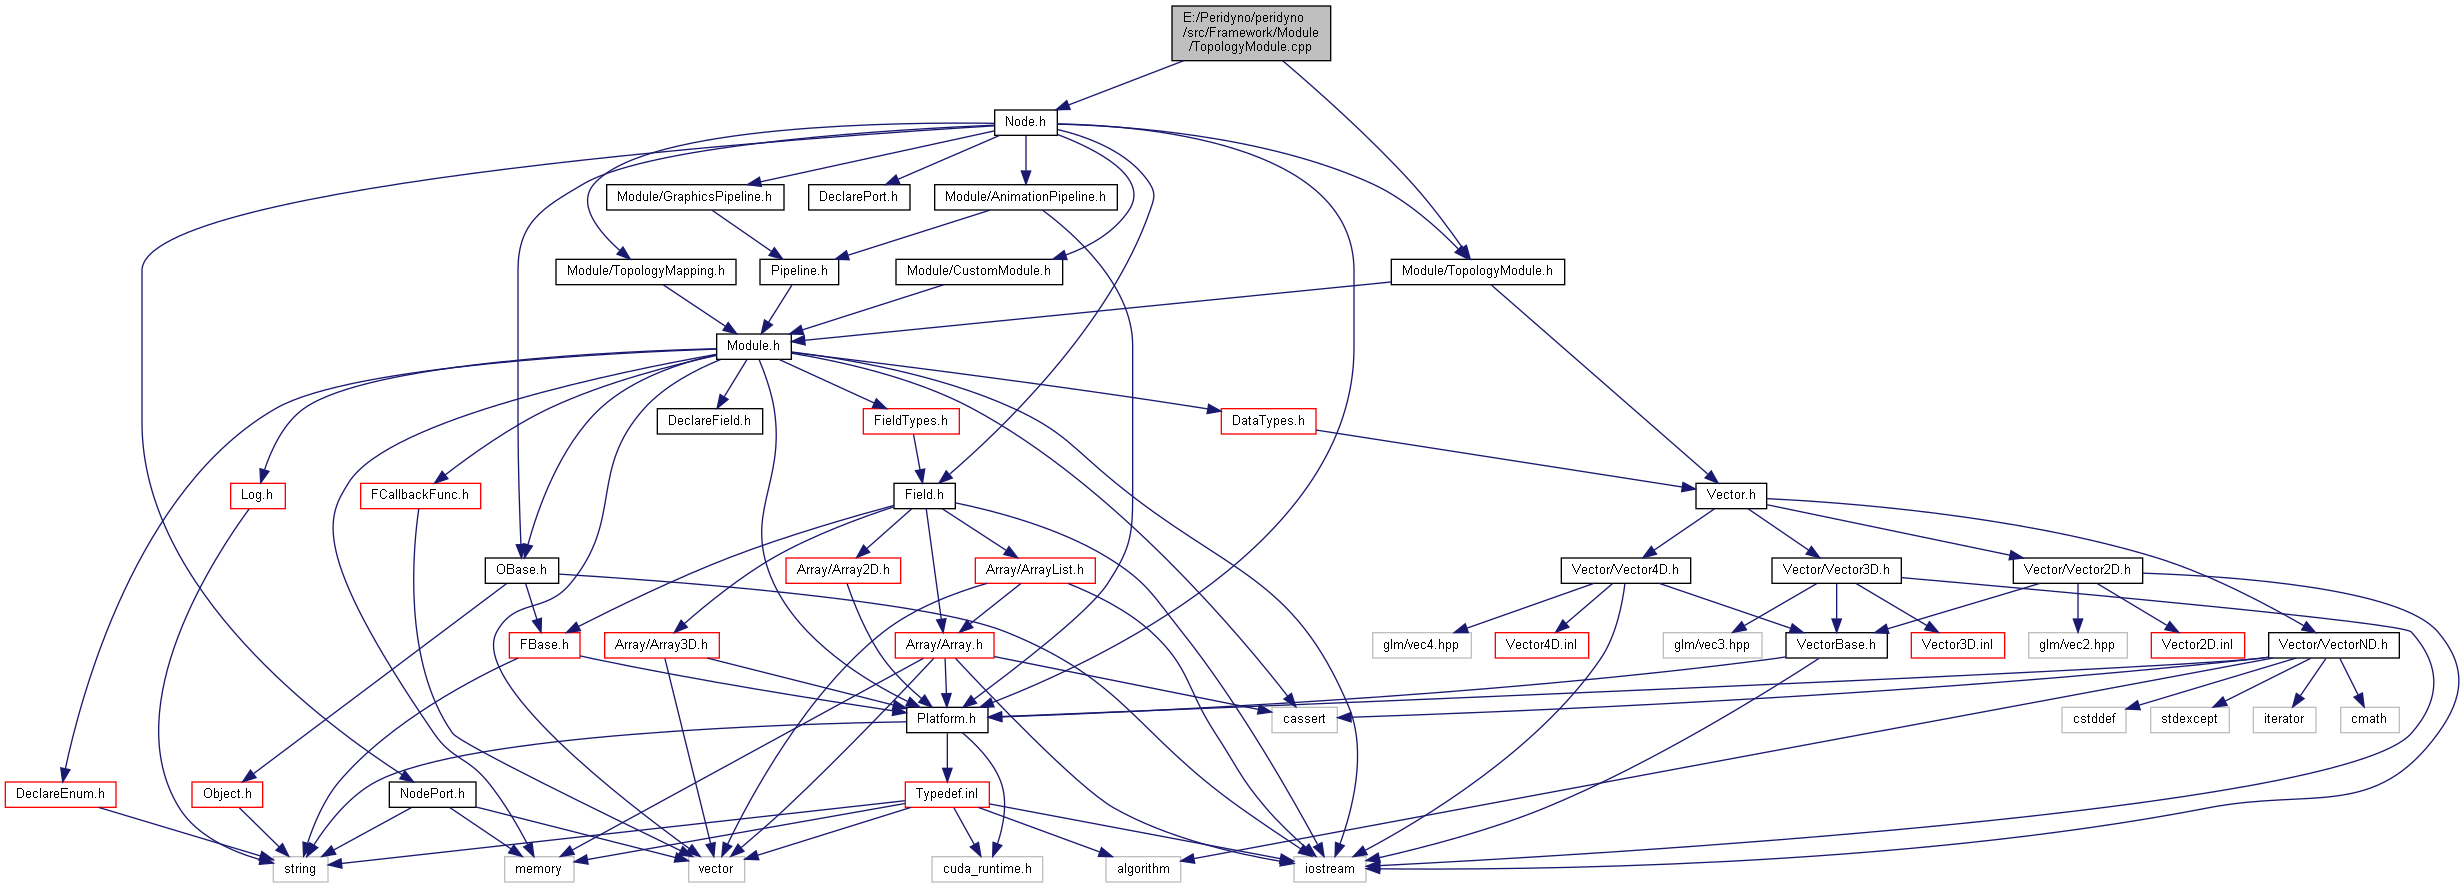 E:/Peridyno/peridyno
/src/Framework/Module
/TopologyModule.cpp
Node.h
Module/GraphicsPipeline.h
DeclarePort.h
Module/AnimationPipeline.h
Module/TopologyMapping.h
Pipeline.h
Module/CustomModule.h
Module/TopologyModule.h
Module.h
DeclareField.h
FieldTypes.h
DataTypes.h
Log.h
FCallbackFunc.h
Field.h
Vector.h
OBase.h
Array/Array2D.h
Array/ArrayList.h
Vector/Vector4D.h
Vector/Vector3D.h
Vector/Vector2D.h
FBase.h
Array/Array3D.h
Array/Array.h
glm/vec4.hpp
Vector4D.inl
glm/vec3.hpp
VectorBase.h
Vector3D.inl
glm/vec2.hpp
Vector2D.inl
Vector/VectorND.h
Platform.h
cassert
cstddef
stdexcept
iterator
cmath
DeclareEnum.h
Object.h
NodePort.h
Typedef.inl
string
memory
vector
cuda_runtime.h
algorithm
iostream